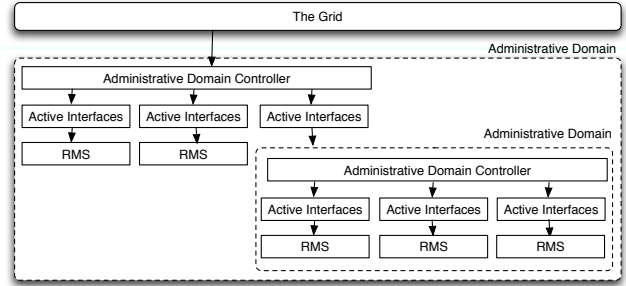 The Grid
Administrative Domain
Administrative Domain Controller
Active Interfaces
Active Interfaces
Active Interfaces
RMS
RMS
Administrative Domain
Administrative Domain Controller
Active Interfaces
Active Interfaces
Active Interfaces
RMS
RMS
RMS